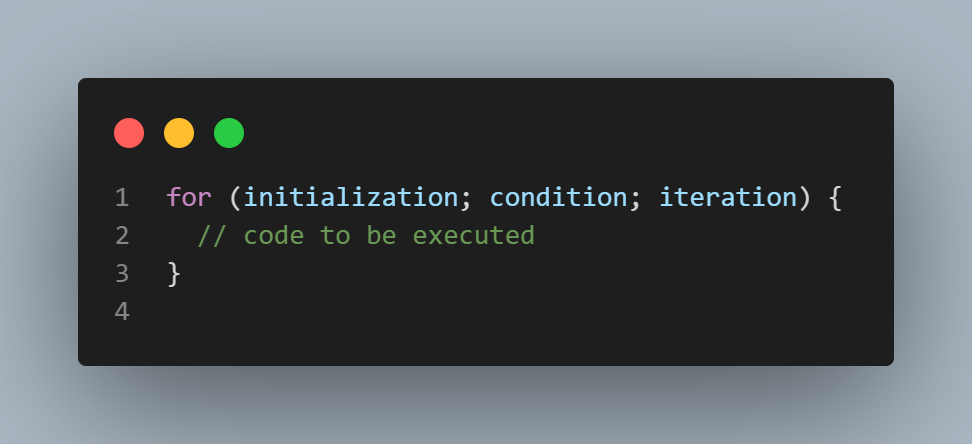 1 for (initialization; condition; iteration) {
2   // code to be executed
3 }
4